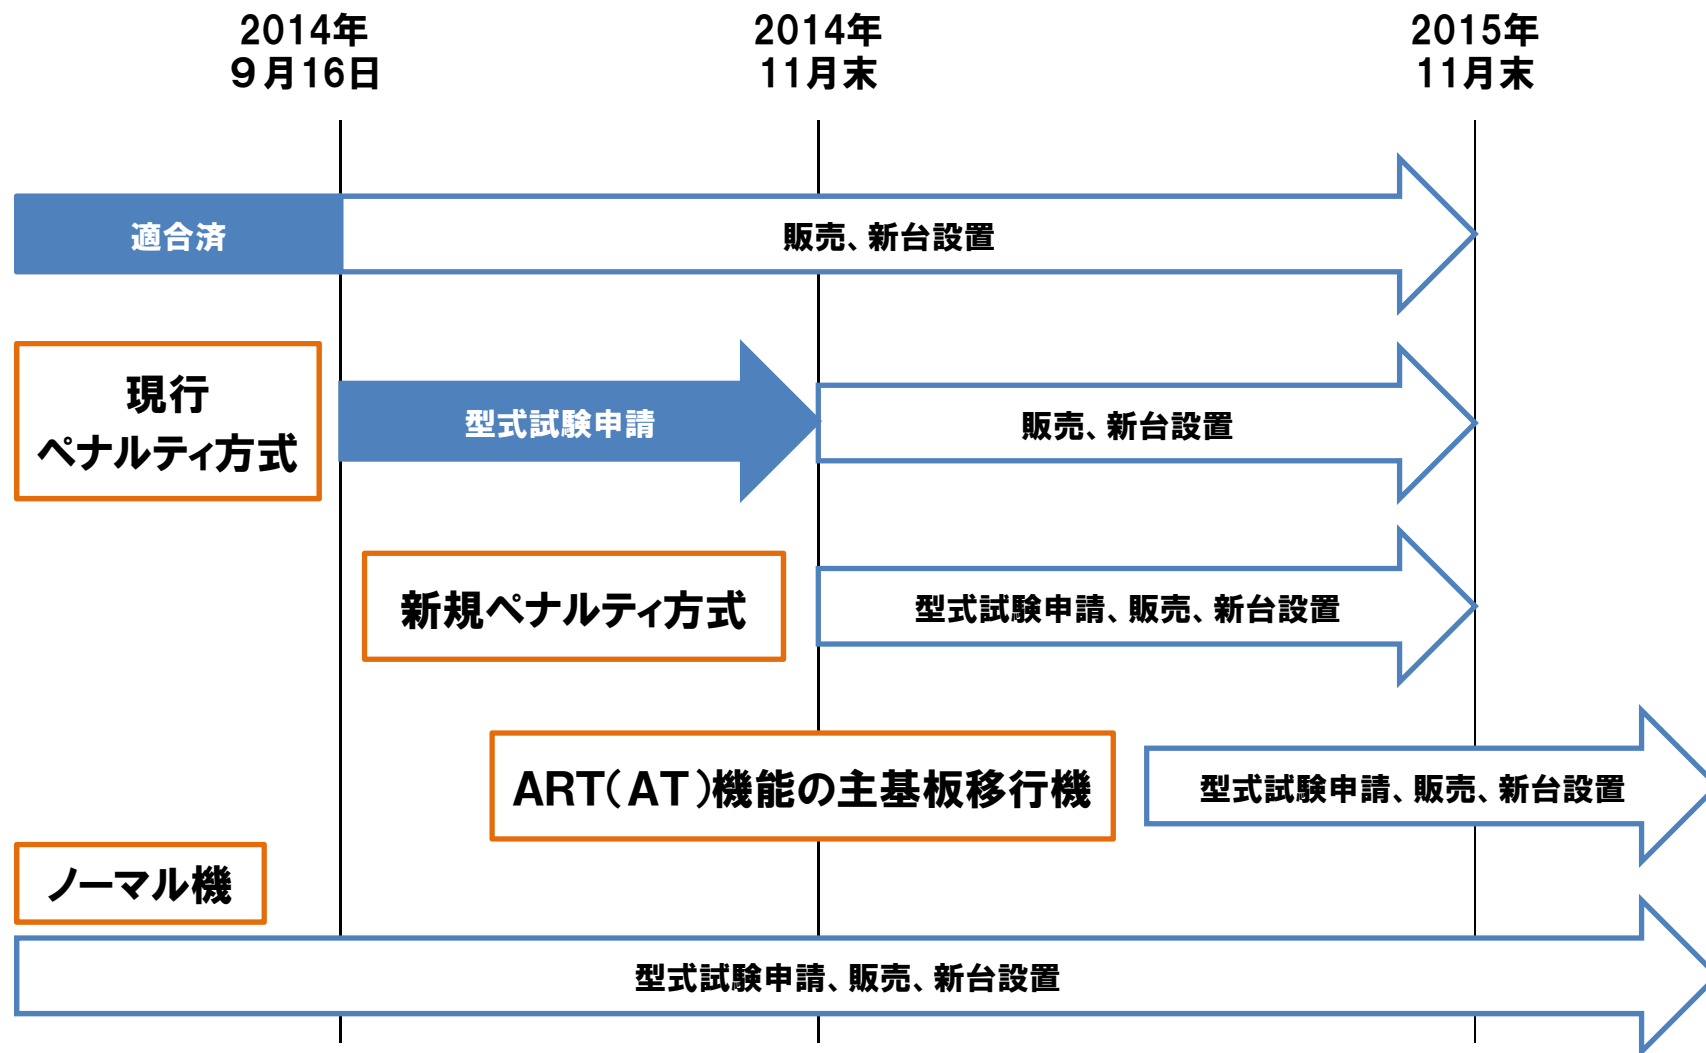 2014年
９月16日
2014年
11月末
2015年
11月末
適合済
販売、新台設置
現行
ペナルティ方式
型式試験申請
販売、新台設置
新規ペナルティ方式
型式試験申請、販売、新台設置
ART（AT）機能の主基板移行機
型式試験申請、販売、新台設置
ノーマル機
型式試験申請、販売、新台設置